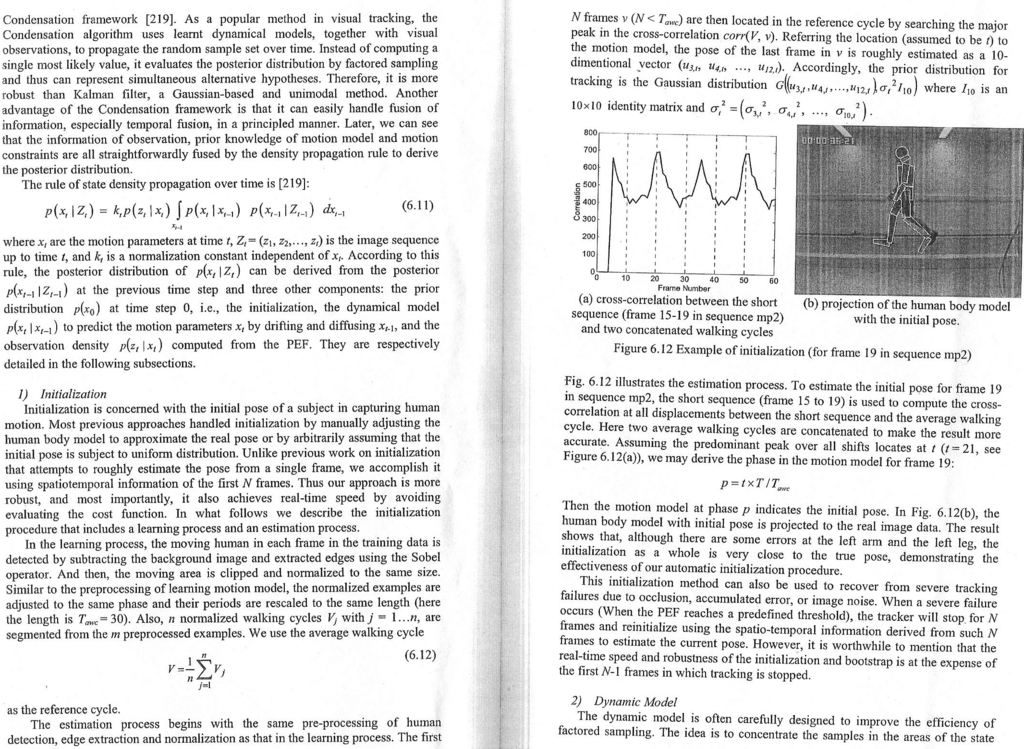 Condensation framework [219]. As a popular method in visual tracking, the
Condensation algorithm uses learnt dynamical models, together with visual
observations, to propagate the random sample set over time. Instead of computing a
single most likely value, it evaluates the posterior distribution by factored sampling
and thus can represent simultaneous alternative hypotheses. Therefore, it is more
robust than Kalman filter, a Gaussian-based and unimodal method. Another
advantage of the Condensation framework is that it can easily handle fusion of
information, especially temporal fusion, in a principled manner. Later, we can see
that the information of observation, prior knowledge of motion model and motion
constraints are all straightforwardly fused by the density propagation rule to derive
the posterior distribution.
The rule of state density propagation over time is [219]:
p(x_t | Z_t) = k_t p(z_t | x_t) ∫_{x_{t-1}} p(x_t | x_{t-1}) p(x_{t-1} | Z_{t-1}) dx_{t-1} (6.11)
where x_t are the motion parameters at time t, Z_t = (z_1, z_2,..., z_t) is the image sequence
up to time t, and k_t is a normalization constant independent of x_t. According to this
rule, the posterior distribution of p(x_t | Z_t) can be derived from the posterior
p(x_{t-1} | Z_{t-1}) at the previous time step and three other components: the prior
distribution p(x_0) at time step 0, i.e., the initialization, the dynamical model
p(x_t | x_{t-1}) to predict the motion parameters x_t by drifting and diffusing x_{t-1}, and the
observation density p(z_t | x_t) computed from the PEF. They are respectively
detailed in the following subsections.
1) Initialization
Initialization is concerned with the initial pose of a subject in capturing human
motion. Most previous approaches handled initialization by manually adjusting the
human body model to approximate the real pose or by arbitrarily assuming that the
initial pose is subject to uniform distribution. Unlike previous work on initialization
that attempts to roughly estimate the pose from a single frame, we accomplish it
using spatiotemporal information of the first N frames. Thus our approach is more
robust, and most importantly, it also achieves real-time speed by avoiding
evaluating the cost function. In what follows we describe the initialization
procedure that includes a learning process and an estimation process.
In the learning process, the moving human in each frame in the training data is
detected by subtracting the background image and extracted edges using the Sobel
operator. And then, the moving area is clipped and normalized to the same size.
Similar to the preprocessing of learning motion model, the normalized examples are
adjusted to the same phase and their periods are rescaled to the same length (here
the length is T_awc = 30). Also, n normalized walking cycles V_j with j = 1...n, are
segmented from the m preprocessed examples. We use the average walking cycle
V = 1/n ∑_{j=1}^{n} V_j (6.12)
as the reference cycle.
The estimation process begins with the same pre-processing of human
detection, edge extraction and normalization as that in the learning process. The first
N frames v (N < T_awc) are then located in the reference cycle by searching the major
peak in the cross-correlation corr(V, v). Referring the location (assumed to be t) to
the motion model, the pose of the last frame in v is roughly estimated as a 10-
dimentional vector (u_{3,t}, u_{4,t}, ..., u_{12,t}). Accordingly, the prior distribution for
tracking is the Gaussian distribution G((u_{3,t}, u_{4,t},..., u_{12,t}), σ_t^2 I_10) where I_10 is an
10×10 identity matrix and σ_t^2 = (σ_{3,t}^2, σ_{4,t}^2, ..., σ_{10,t}^2).
800
700
600
500
400
300
200
100
0
Correlation
0 10 20 30 40 50 60
Frame Number
(a) cross-correlation between the short
sequence (frame 15-19 in sequence mp2)
and two concatenated walking cycles
(b) projection of the human body model
with the initial pose.
Figure 6.12 Example of initialization (for frame 19 in sequence mp2)
Fig. 6.12 illustrates the estimation process. To estimate the initial pose for frame 19
in sequence mp2, the short sequence (frame 15 to 19) is used to compute the cross-
correlation at all displacements between the short sequence and the average walking
cycle. Here two average walking cycles are concatenated to make the result more
accurate. Assuming the predominant peak over all shifts locates at t (t = 21, see
Figure 6.12(a)), we may derive the phase in the motion model for frame 19:
p = t × T / T_awc
Then the motion model at phase p indicates the initial pose. In Fig. 6.12(b), the
human body model with initial pose is projected to the real image data. The result
shows that, although there are some errors at the left arm and the left leg, the
initialization as a whole is very close to the true pose, demonstrating the
effectiveness of our automatic initialization procedure.
This initialization method can also be used to recover from severe tracking
failures due to occlusion, accumulated error, or image noise. When a severe failure
occurs (When the PEF reaches a predefined threshold), the tracker will stop for N
frames and reinitialize using the spatio-temporal information derived from such N
frames to estimate the current pose. However, it is worthwhile to mention that the
real-time speed and robustness of the initialization and bootstrap is at the expense of
the first N-1 frames in which tracking is stopped.
2) Dynamic Model
The dynamic model is often carefully designed to improve the efficiency of
factored sampling. The idea is to concentrate the samples in the areas of the state